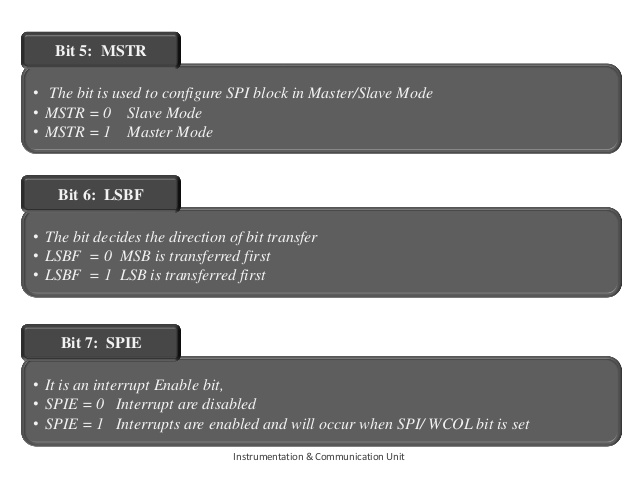 Bit 5: MSTR
• The bit is used to configure SPI block in Master/Slave Mode
• MSTR = 0 Slave Mode
• MSTR = 1 Master Mode
Bit 6: LSBF
• The bit decides the direction of bit transfer
• LSBF = 0 MSB is transferred first
• LSBF = 1 LSB is transferred first
Bit 7: SPIE
• It is an interrupt Enable bit,
• SPIE = 0 Interrupt are disabled
• SPIE = 1 Interrupts are enabled and will occur when SPI/ WCOL bit is set
Instrumentation & Communication Unit